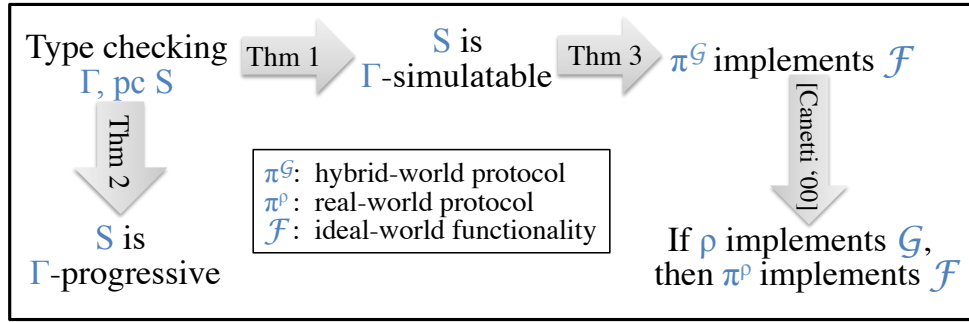 Type checking
Γ, pc S
Thm 1
S is
Γ-simulatable
Thm 3
π^𝒢 implements ℱ
Thm 2
[Canetti ‘00]
π^𝒢: hybrid-world protocol
π^ρ: real-world protocol
ℱ: ideal-world functionality
S is
Γ-progressive
If ρ implements 𝒢,
then π^ρ implements ℱ